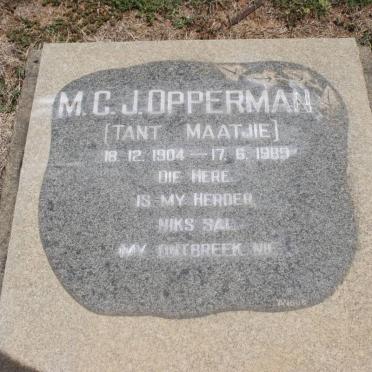 M.C.J. OPPERMAN
[TANT MAATJIE]
18.12.1904 — 17.6.1989
DIE HERE
IS MY HERDER
NIKS SAL
MY ONTBREEK NIE